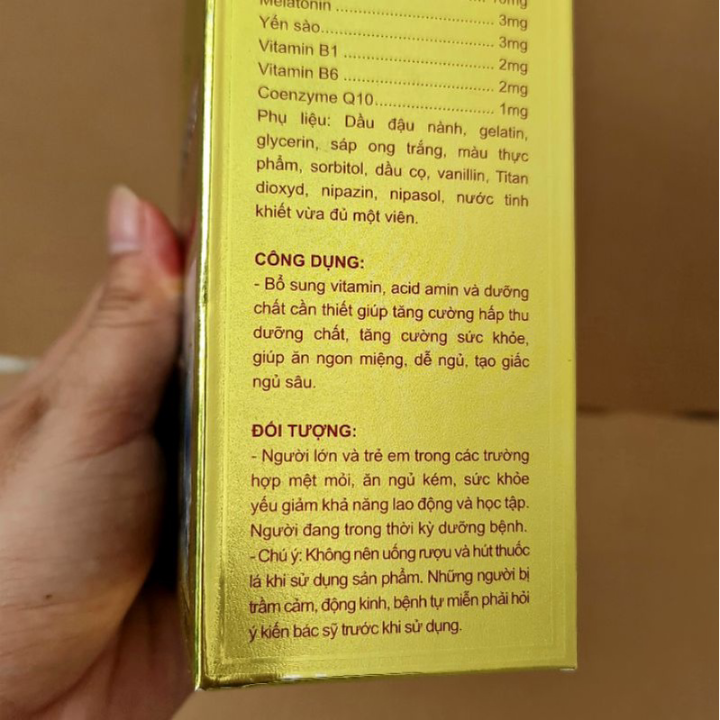 Melatonin
Yến sào........................ 3mg
Vitamin B1 ........................ 3mg
Vitamin B6 ........................ 2mg
Coenzyme Q10........................ 2mg
1mg
Phụ liệu: Dầu đậu nành, gelatin,
glycerin, sáp ong trắng, màu thực
phẩm, sorbitol, dầu cọ, vanillin, Titan
dioxyd, nipazin, nipasol, nước tinh
khiết vừa đủ một viên.
CÔNG DỤNG:
- Bổ sung vitamin, acid amin và dưỡng
chất cần thiết giúp tăng cường hấp thu
dưỡng chất, tăng cường sức khỏe,
giúp ăn ngon miệng, dễ ngủ, tạo giấc
ngủ sâu.
ĐỐI TƯỢNG:
- Người lớn và trẻ em trong các trường
hợp mệt mỏi, ăn ngủ kém, sức khỏe
yếu giảm khả năng lao động và học tập.
Người đang trong thời kỳ dưỡng bệnh.
- Chú ý: Không nên uống rượu và hút thuốc
lá khi sử dụng sản phẩm. Những người bị
trầm cảm, động kinh, bệnh tự miễn phải hỏi
ý kiến bác sỹ trước khi sử dụng.